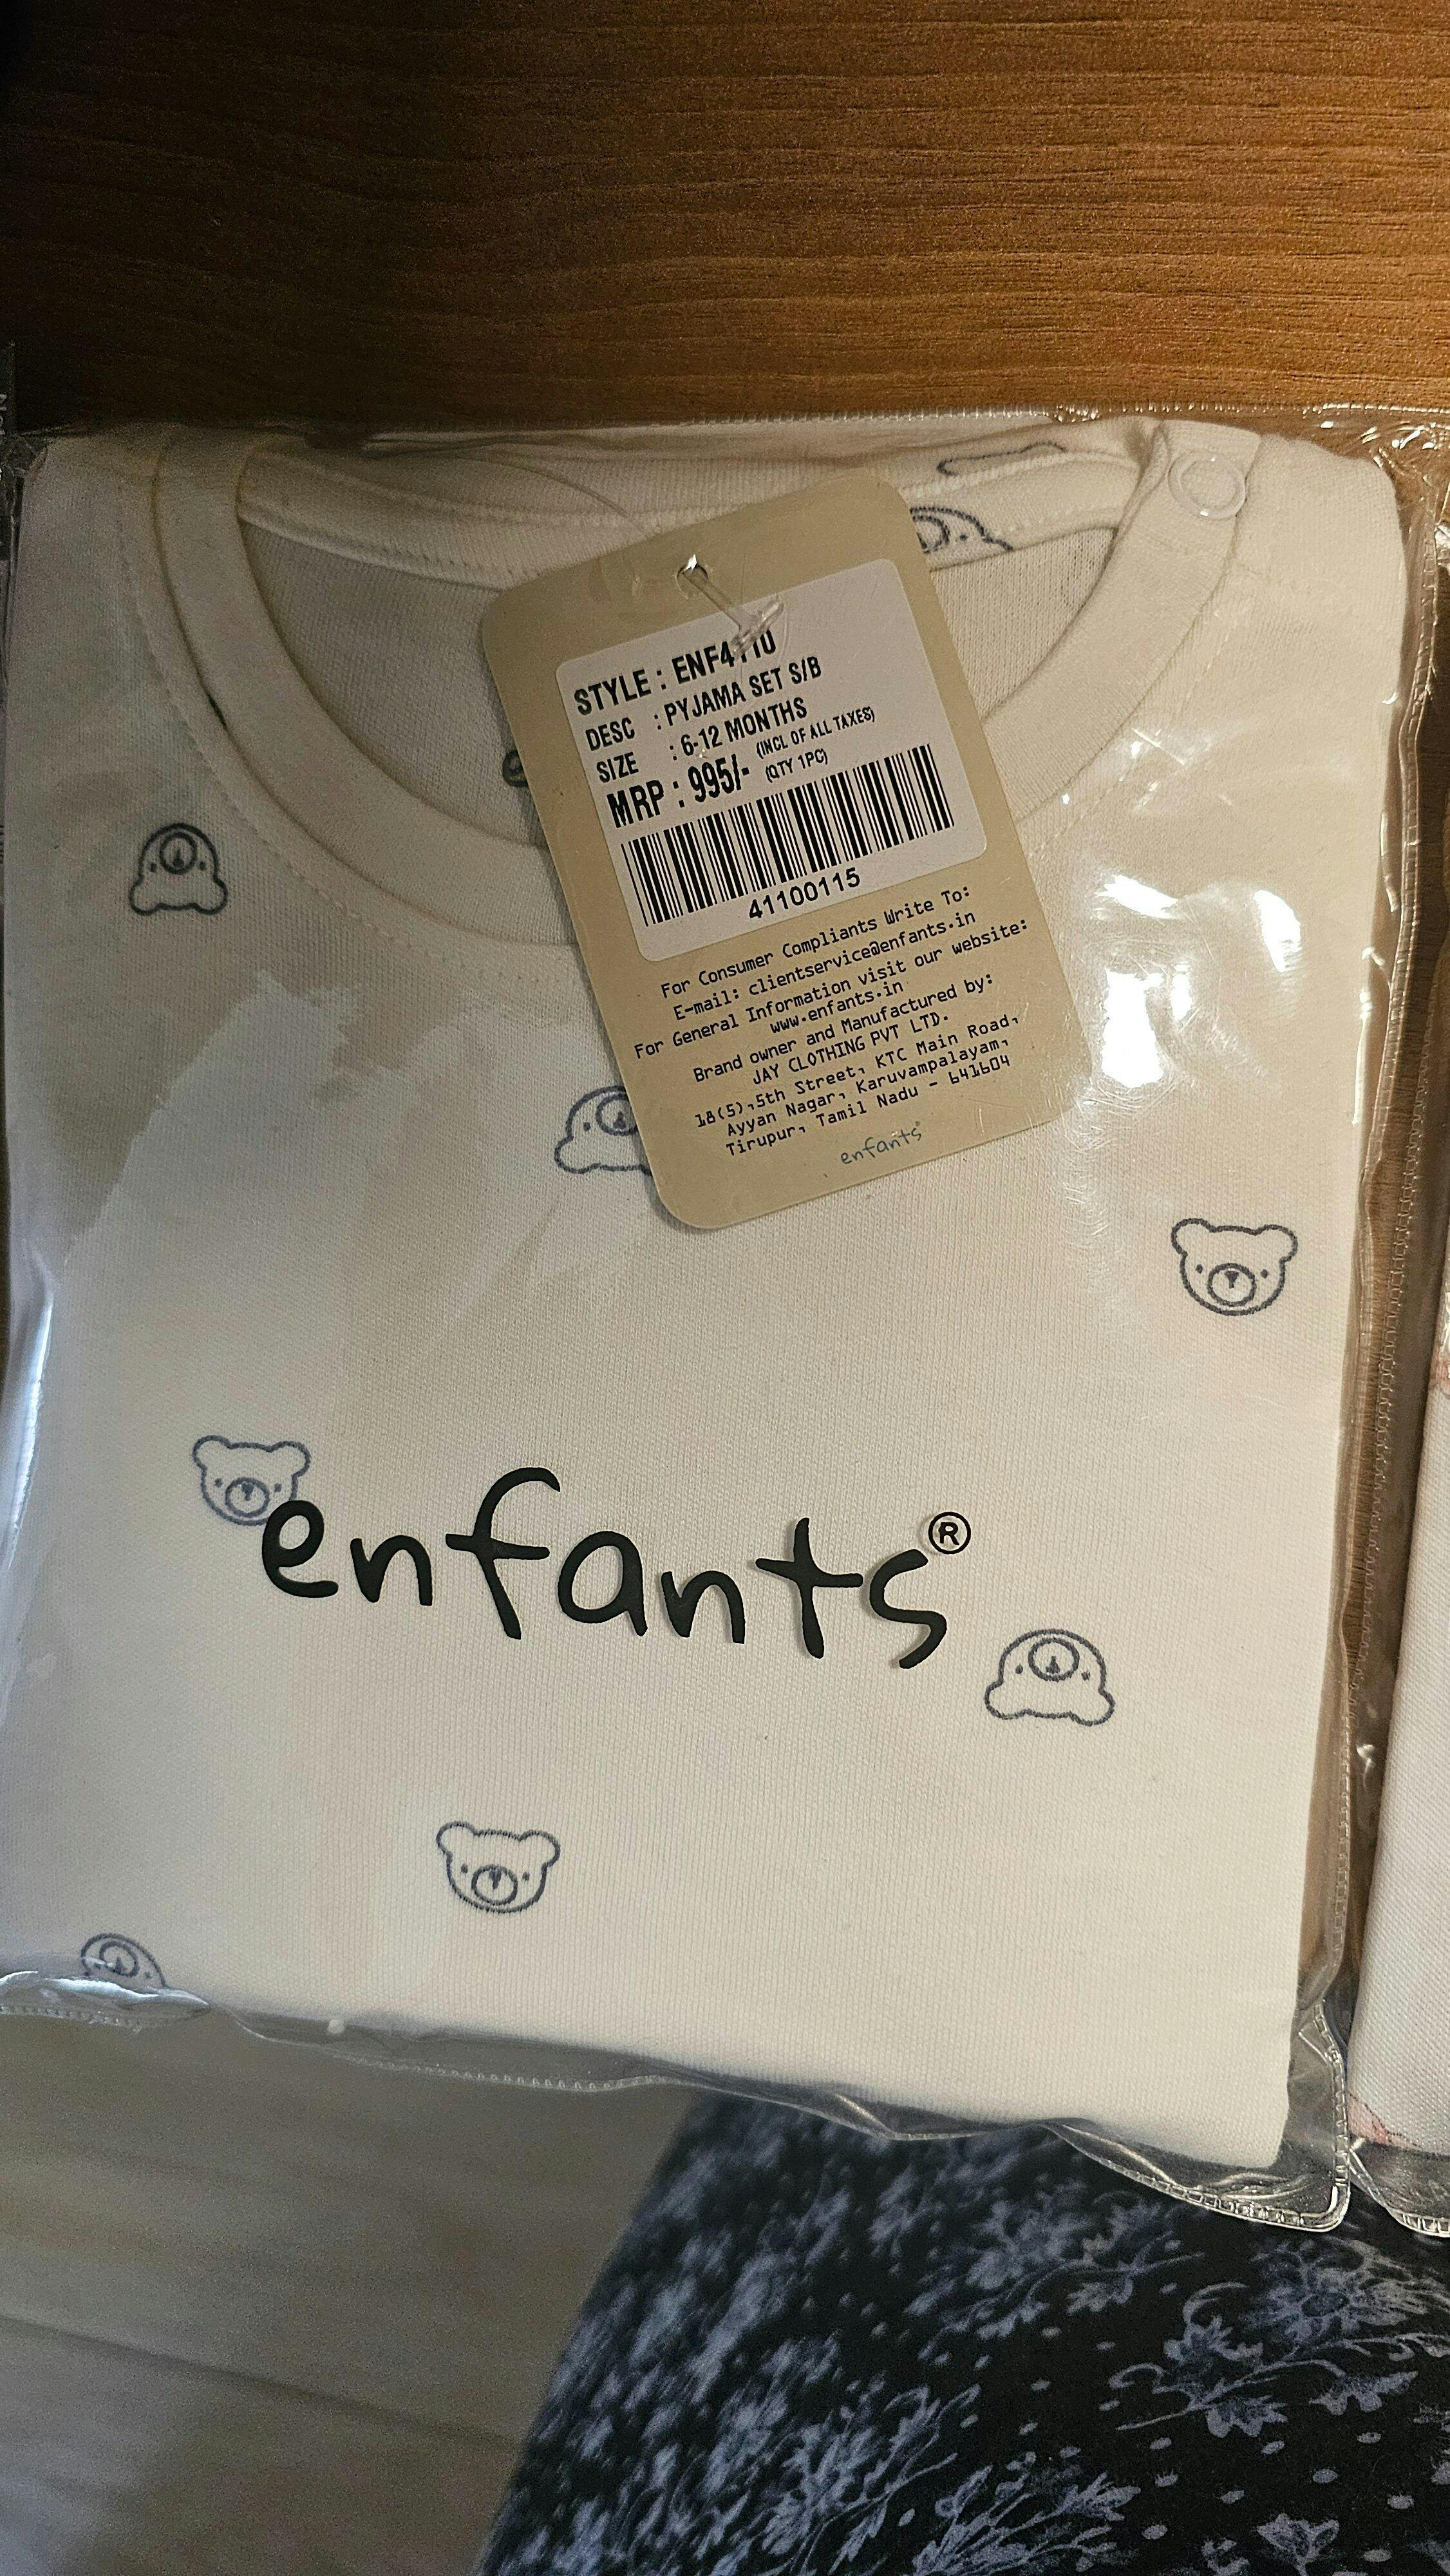 STYLE : ENF4110
DESC : PYJAMA SET S/B
SIZE : 6-12 MONTHS
MRP : 995/- (INCL OF ALL TAXES)
(QTY 1PC)
41100115
For Consumer Compliants Write To:
E-mail: clientservice@enfants.in
For General Information visit our website:
www.enfants.in
Brand owner and Manufactured by:
JAY CLOTHING PVT LTD.
18(5),5th Street, KTC Main Road,
Ayyan Nagar, Karuvampalayam,
Tirupur, Tamil Nadu - 641604
enfants
enfants®